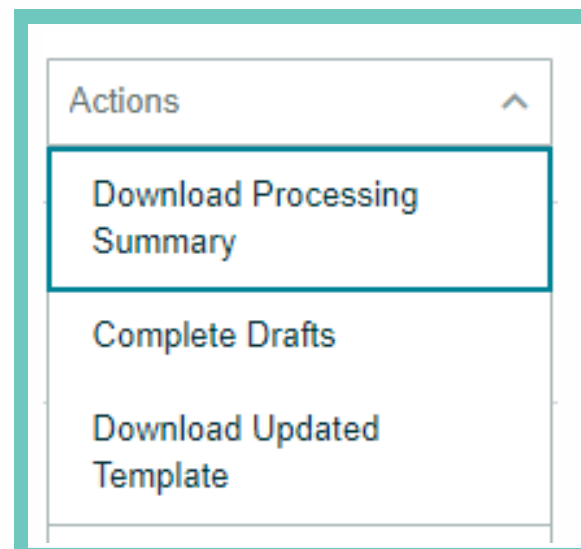 Actions
Download Processing
Summary
Complete Drafts
Download Updated
Template